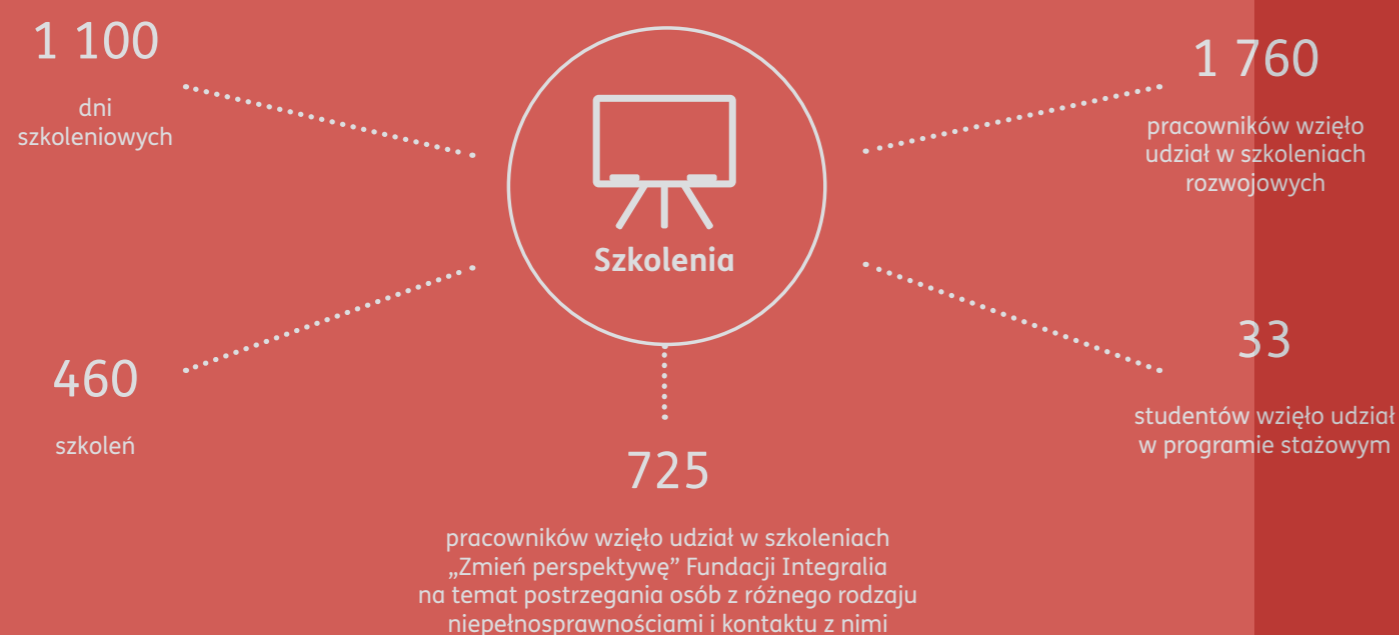 1 100
dni
szkoleniowych
460
szkoleń
Szkolenia
725
pracowników wzięło udział w szkoleniach
„Zmień perspektywę” Fundacji Integralia
na temat postrzegania osób z różnego rodzaju
niepełnosprawnościami i kontaktu z nimi
1 760
pracowników wzięło
udział w szkoleniach
rozwojowych
33
studentów wzięło udział
w programie stażowym